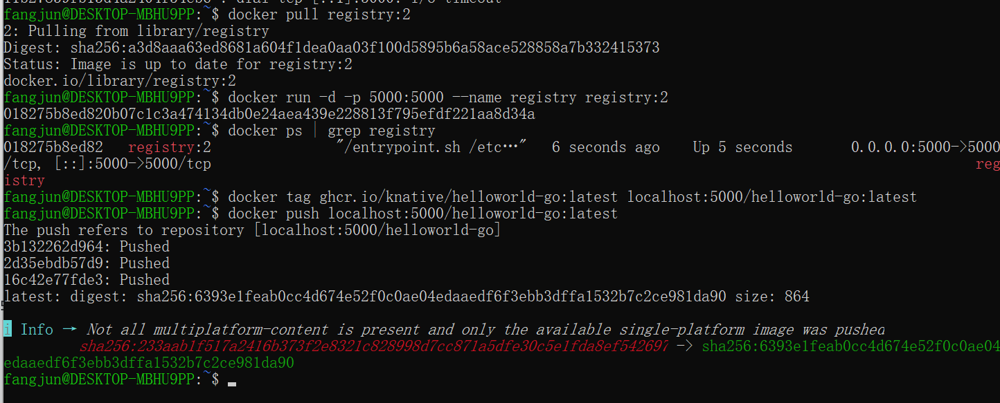 fangjun@DESKTOP-MBHU9PP:~$ docker pull registry:2
2: Pulling from library/registry
Digest: sha256:a3d8aaa63ed8681a604f1dea0aa03f100d5895b6a58ace528858a7b332415373
Status: Image is up to date for registry:2
docker.io/library/registry:2
fangjun@DESKTOP-MBHU9PP:~$ docker run -d -p 5000:5000 --name registry registry:2
018275b8ed820b07c1c3a474134db0e24aea439e228813f795efdf221aa8d34a
fangjun@DESKTOP-MBHU9PP:~$ docker ps | grep registry
018275b8ed82   registry:2               "/entrypoint.sh /etc…"   6 seconds ago    Up 5 seconds       0.0.0.0:5000->5000
/tcp, [::]:5000->5000/tcp                                                                                            reg
istry
fangjun@DESKTOP-MBHU9PP:~$ docker tag ghcr.io/knative/helloworld-go:latest localhost:5000/helloworld-go:latest
fangjun@DESKTOP-MBHU9PP:~$ docker push localhost:5000/helloworld-go:latest
The push refers to repository [localhost:5000/helloworld-go]
3b132262d964: Pushed
2d35ebdb57d9: Pushed
16c42e77fde3: Pushed
latest: digest: sha256:6393e1feab0cc4d674e52f0c0ae04edaaedf6f3ebb3dffa1532b7c2ce981da90 size: 864
i Info → Not all multiplatform-content is present and only the available single-platform image was pushed
sha256:233aab1f517a2416b373f2e8321c828998d7cc871a5dfe30c5e1fda8ef542697 -> sha256:6393e1feab0cc4d674e52f0c0ae04
edaaedf6f3ebb3dffa1532b7c2ce981da90
fangjun@DESKTOP-MBHU9PP:~$